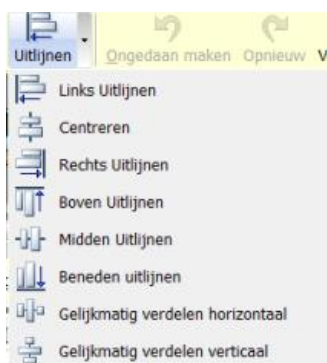 Uitlijnen Ongedaan maken Opnieuw V
Links Uitlijnen
Centreren
Rechts Uitlijnen
Boven Uitlijnen
Midden Uitlijnen
Beneden uitlijnen
Gelijkmatig verdelen horizontaal
Gelijkmatig verdelen verticaal